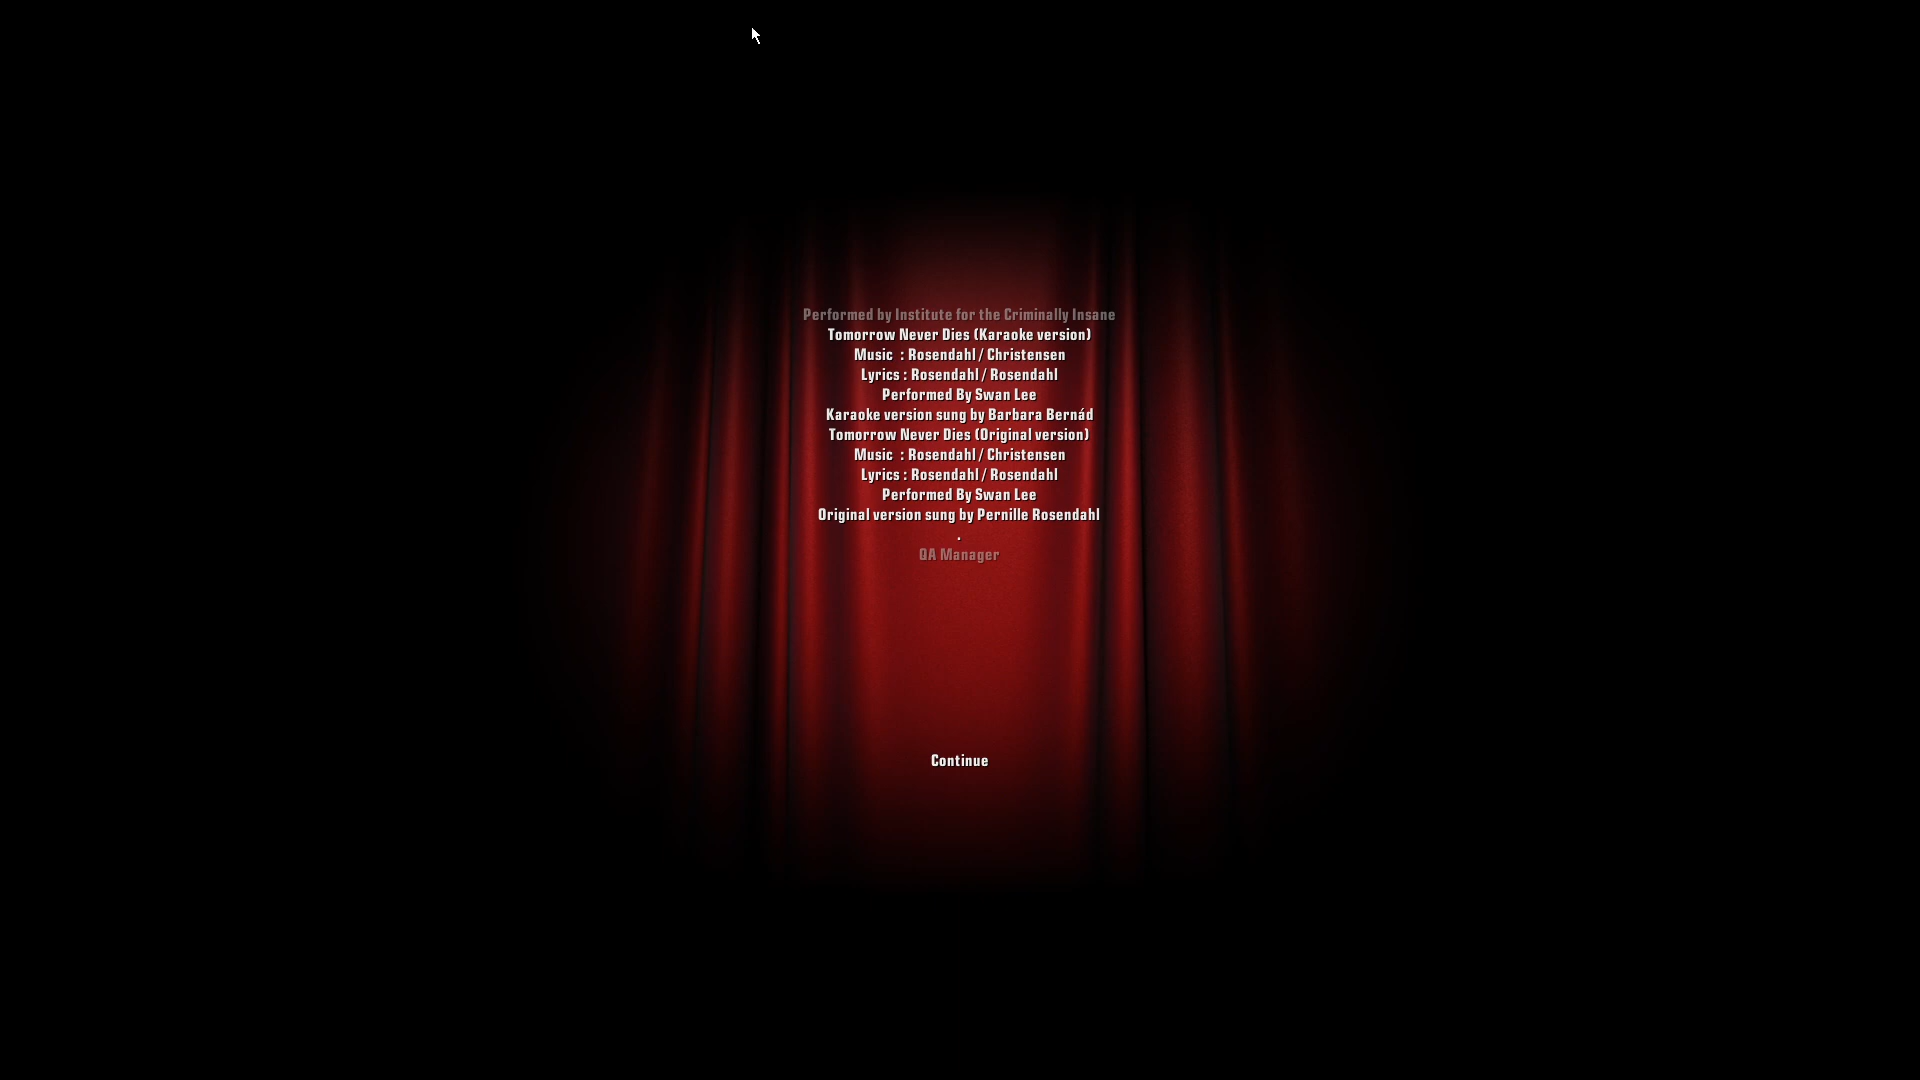 Performed by Institute for the Criminally Insane
Tomorrow Never Dies (Karaoke version)
Music : Rosendahl / Christensen
Lyrics : Rosendahl / Rosendahl
Performed By Swan Lee
Karaoke version sung by Barbara Bernád
Tomorrow Never Dies (Original version)
Music : Rosendahl / Christensen
Lyrics : Rosendahl / Rosendahl
Performed By Swan Lee
Original version sung by Pernille Rosendahl
.
QA Manager
Continue